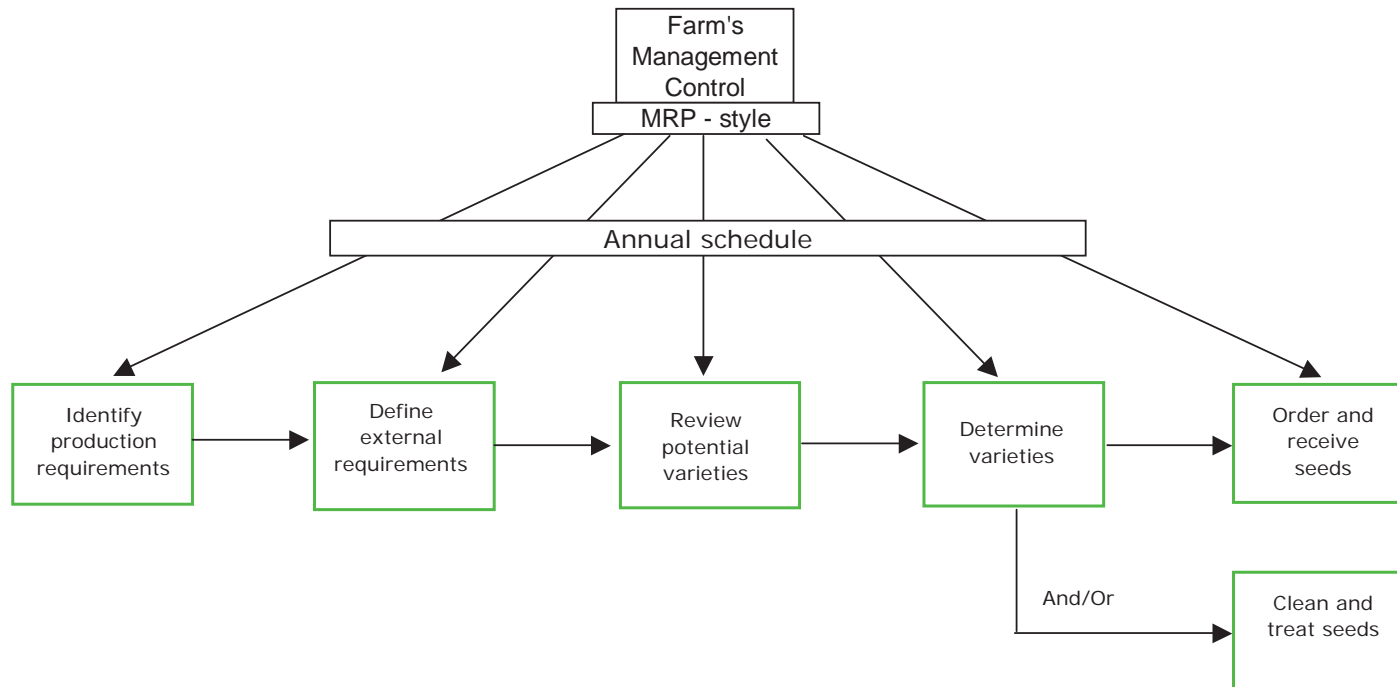 Farm's
Management
Control
MRP - style
Annual schedule
Identify
production
requirements
Define
external
requirements
Review
potential
varieties
Determine
varieties
Order and
receive
seeds
And/Or
Clean and
treat seeds